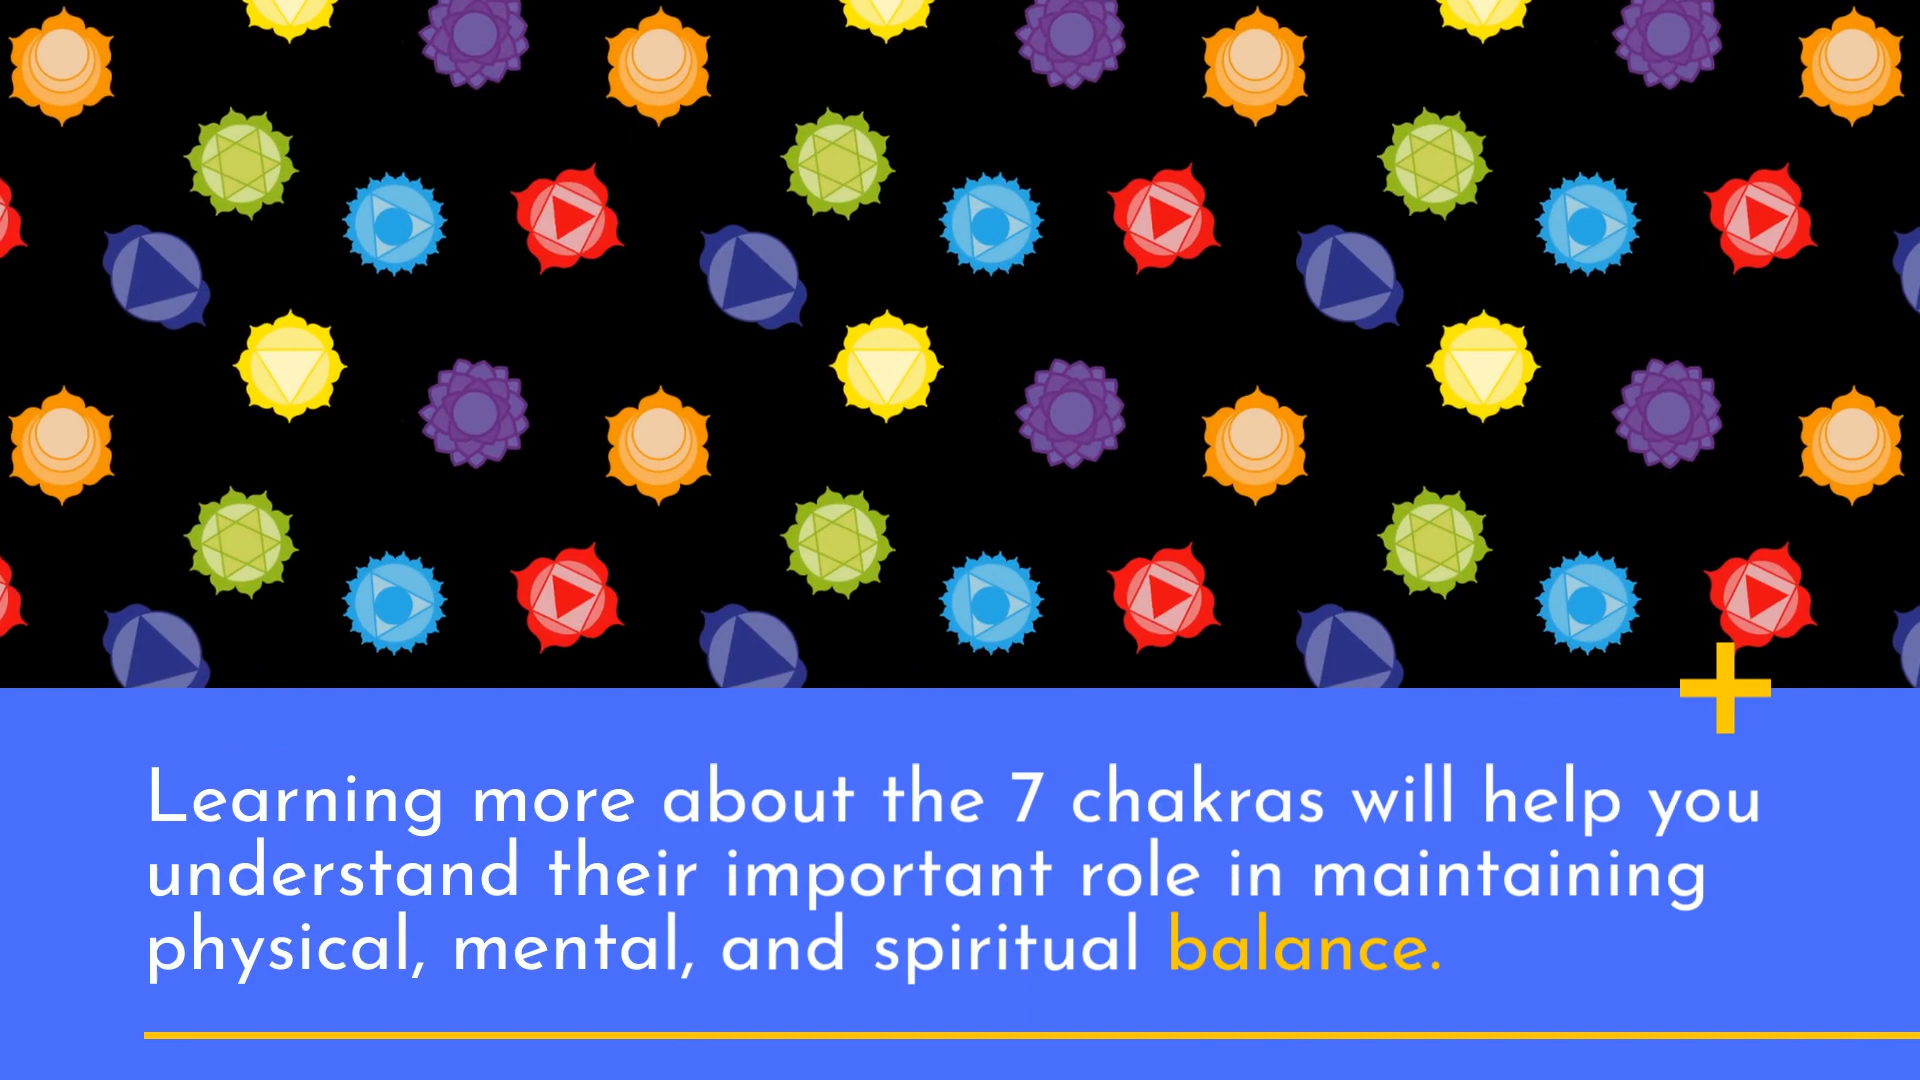 Learning more about the 7 chakras will help you
understand their important role in maintaining
physical, mental, and spiritual balance.